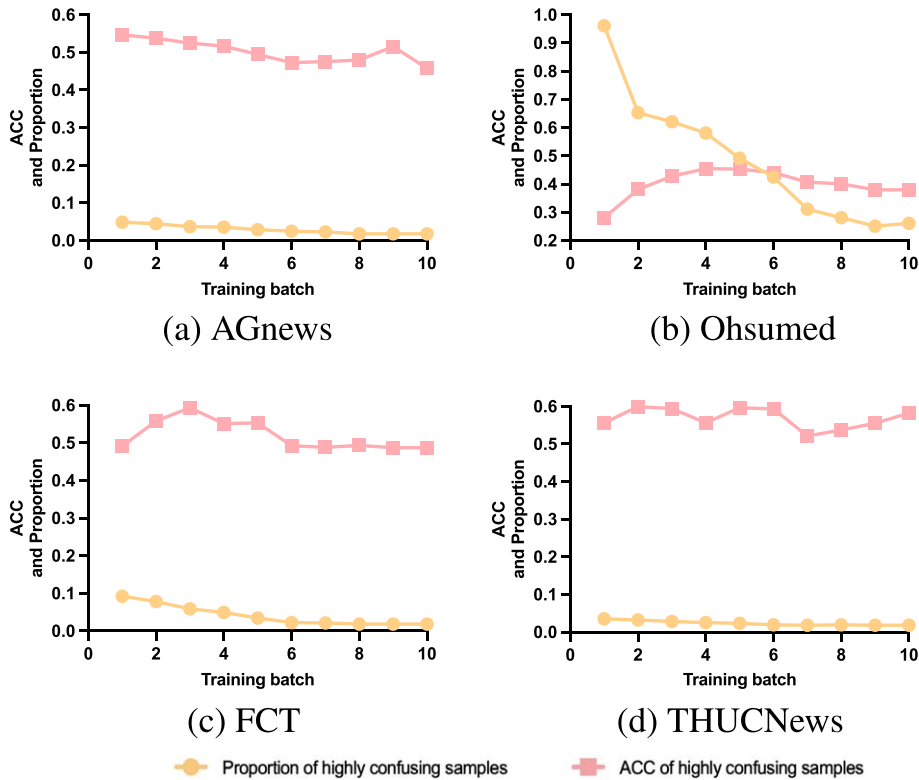 0.6
0.5
0.4
0.3
0.2
0.1
0.0
ACC
and Proportion
0 2 4 6 8 10
Training batch
(a) AGnews
1.0
0.9
0.8
0.7
0.6
0.5
0.4
0.3
0.2
ACC
and Proportion
0 2 4 6 8 10
Training batch
(b) Ohsumed
0.6
0.5
0.4
0.3
0.2
0.1
0.0
ACC
and Proportion
0 2 4 6 8 10
Training batch
(c) FCT
0.6
0.5
0.4
0.3
0.2
0.1
0.0
ACC
and Proportion
0 2 4 6 8 10
Training batch
(d) THUCNews
Proportion of highly confusing samples
ACC of highly confusing samples